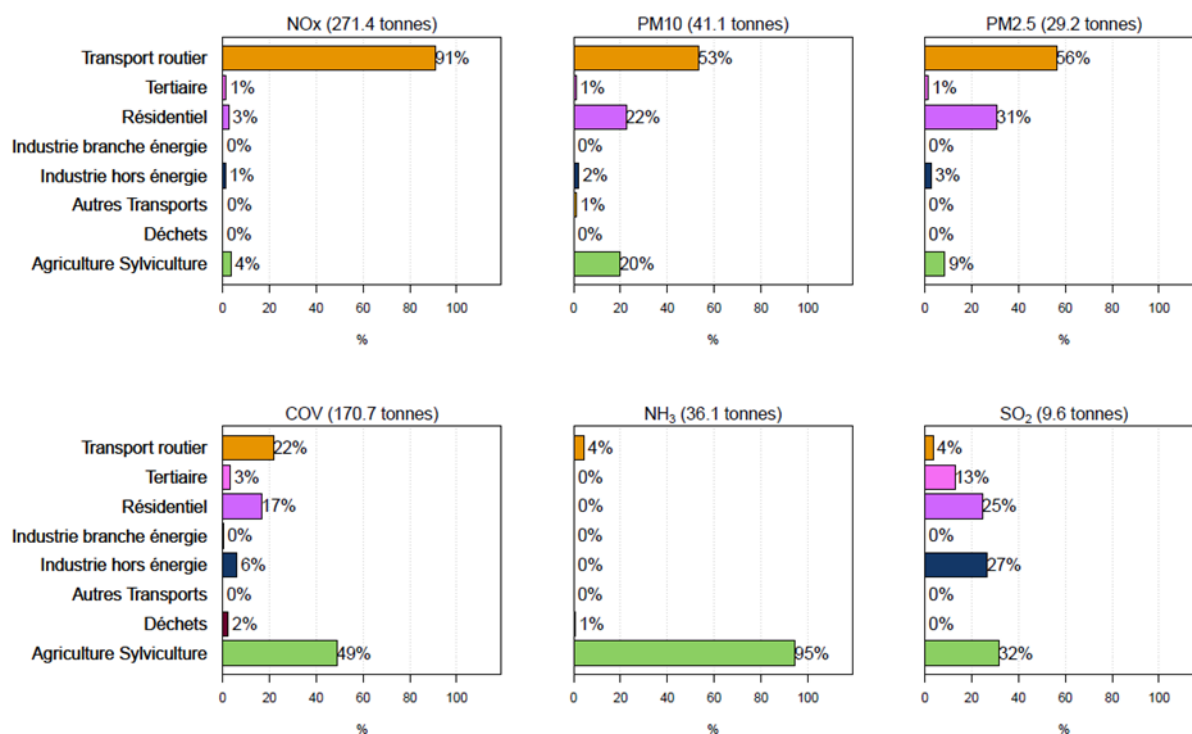 NOx (271.4 tonnes)
Transport routier 91%
Tertiaire 1%
Résidentiel 3%
Industrie branche énergie 0%
Industrie hors énergie 1%
Autres Transports 0%
Déchets 0%
Agriculture Sylviculture 4%
0 20 40 60 80 100
%
PM10 (41.1 tonnes)
53%
1%
22%
0%
2%
1%
0%
20%
0 20 40 60 80 100
%
PM2.5 (29.2 tonnes)
56%
1%
31%
0%
3%
0%
0%
9%
0 20 40 60 80 100
%
COV (170.7 tonnes)
Transport routier 22%
Tertiaire 3%
Résidentiel 17%
Industrie branche énergie 0%
Industrie hors énergie 6%
Autres Transports 0%
Déchets 2%
Agriculture Sylviculture 49%
0 20 40 60 80 100
%
NH₃ (36.1 tonnes)
4%
0%
0%
0%
0%
0%
1%
95%
0 20 40 60 80 100
%
SO₂ (9.6 tonnes)
4%
13%
25%
0%
27%
0%
0%
32%
0 20 40 60 80 100
%